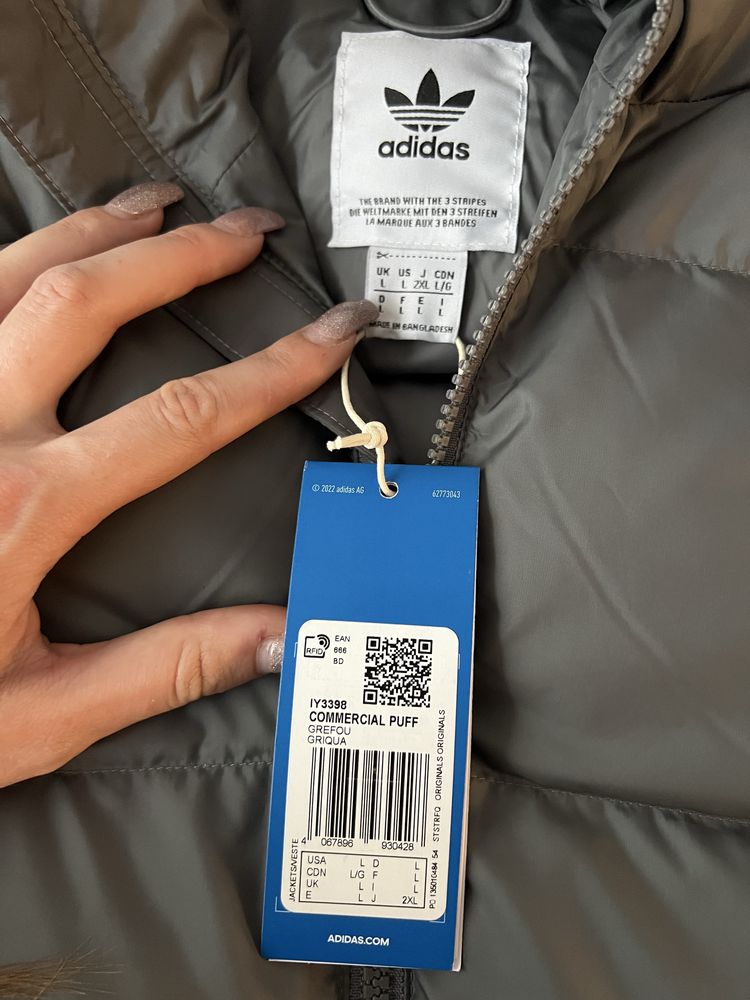 adidas
THE BRAND WITH THE 3 STRIPES
DIE WELTMARKE MIT DEN 3 STREIFEN
LA MARQUE AUX 3 BANDES
UK US J CDN
L L 2XL L/G
D F E I
L L L L
MADE IN BANGLADESH
© 2022 adidas AG
62773043
RFID
EAN
666
BD
IY3398
COMMERCIAL PUFF
GREFOU
GRIQUA
4 067896 930428
USA L D L
CDN L/G F L
UK L I L
E L J 2XL
JACKETS/VESTE
STSTRFQ ORIGINALS ORIGINALS
ADIDAS.COM